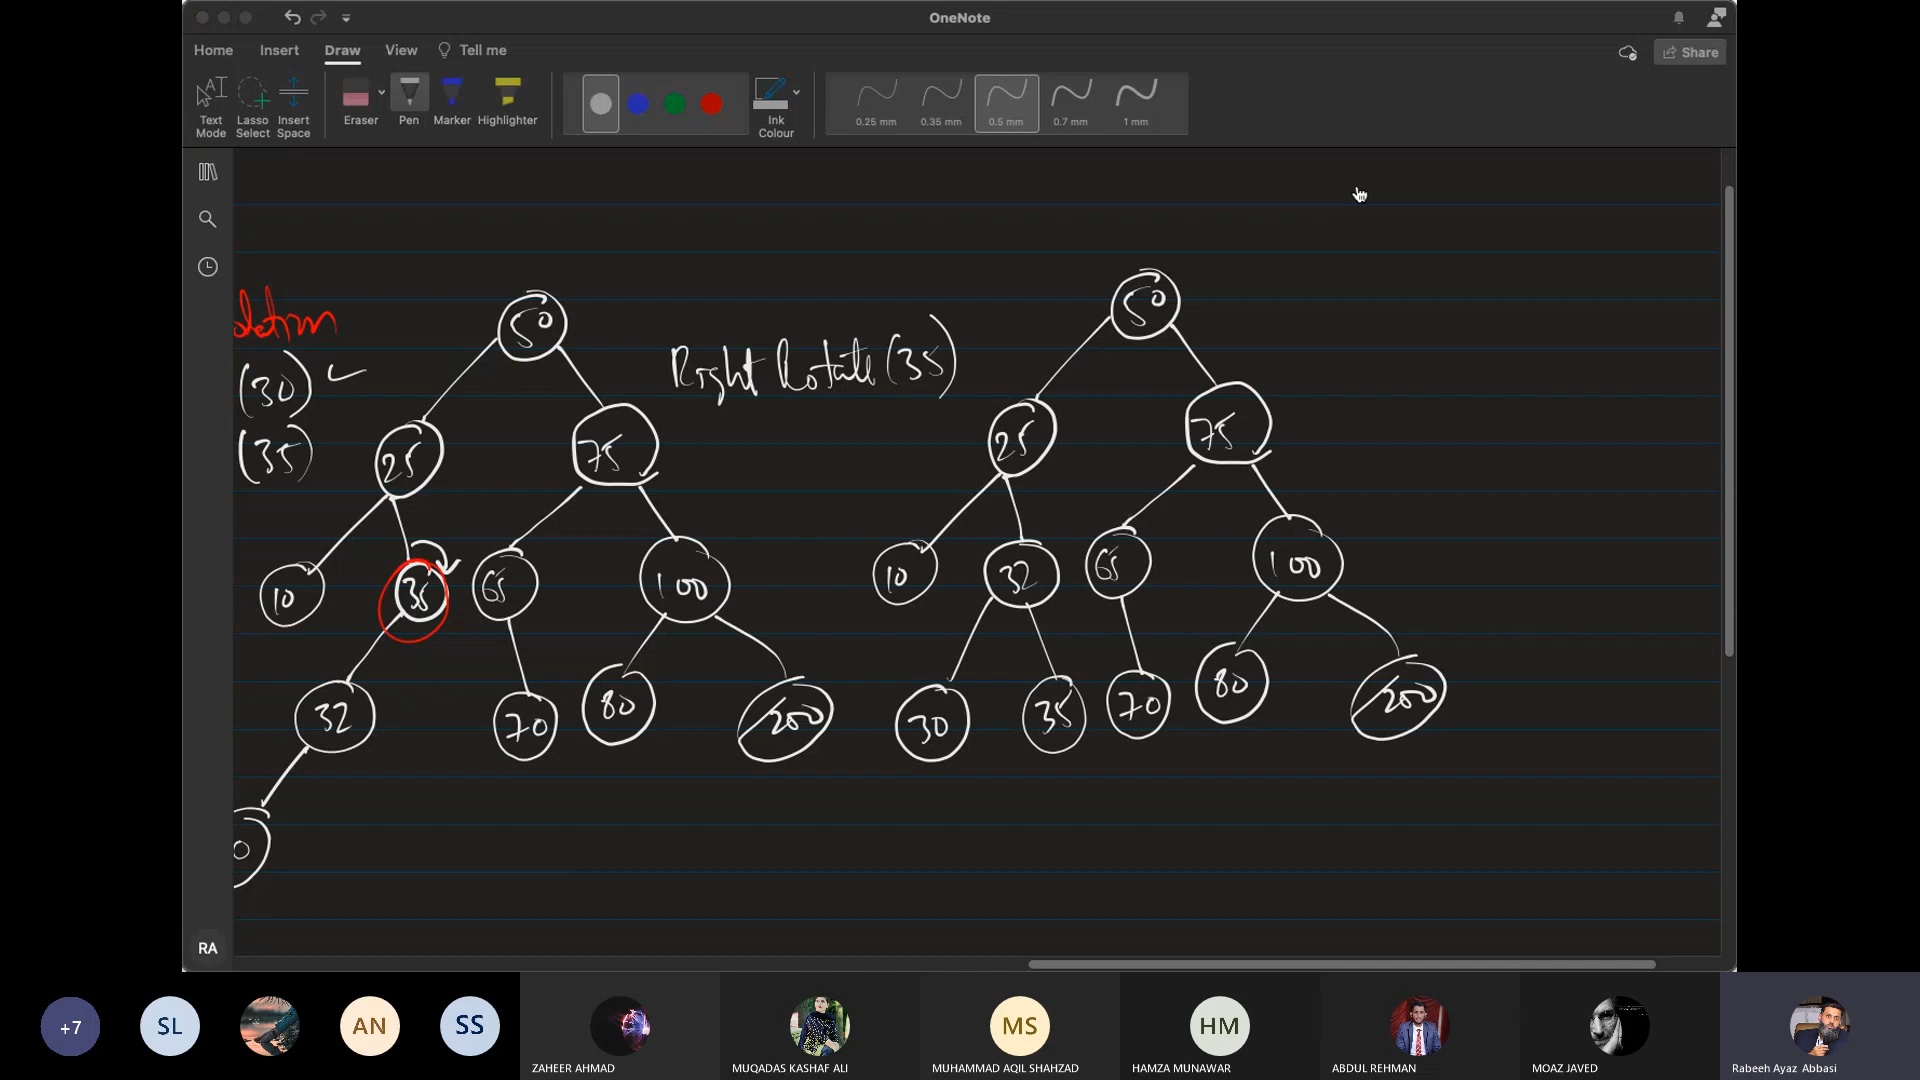 OneNote
Home Insert Draw View Tell me
Share
Text Mode
Lasso Select
Insert Space
Eraser
Pen
Marker
Highlighter
Ink Colour
0.25 mm
0.35 mm
0.5 mm
0.7 mm
1 mm
(30) ✓
(35)
Right Rotate (35)
50
25 75
10 35 65 100
32 70 80 200
0
50
25 75
10 32 65 100
30 35 70 80 200
RA
+7
SL
AN
SS
ZAHEER AHMAD
MUQADAS KASHAF ALI
MS
MUHAMMAD AQIL SHAHZAD
HM
HAMZA MUNAWAR
ABDUL REHMAN
MOAZ JAVED
Rabeeh Ayaz Abbasi